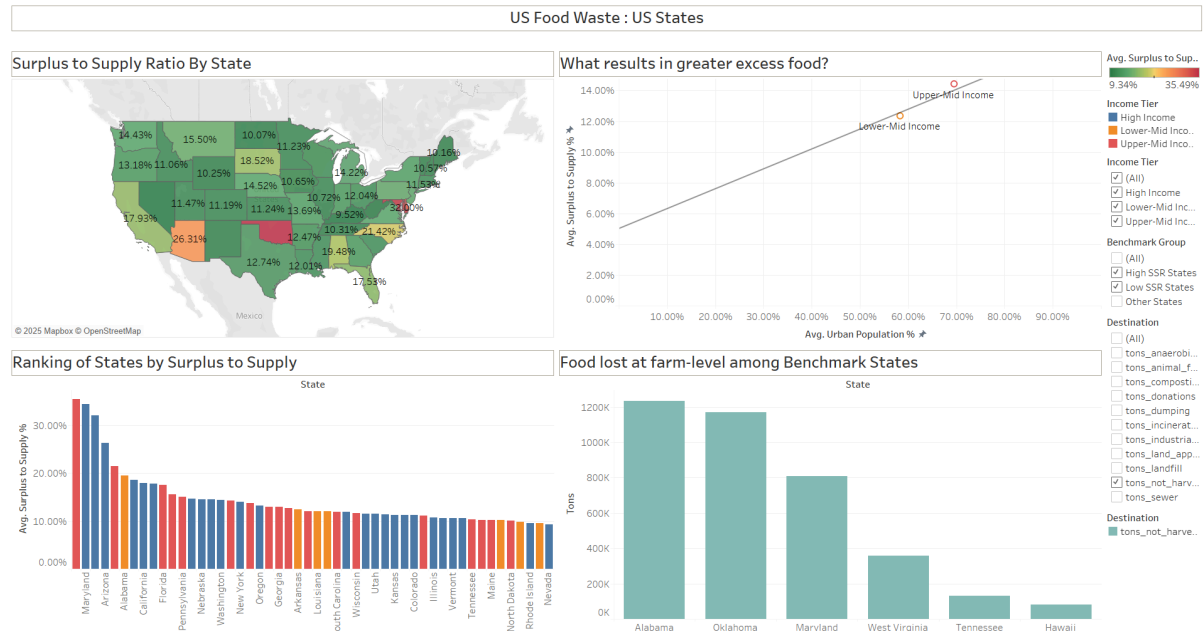 US Food Waste : US States
Surplus to Supply Ratio By State
14.43%
15.50%
10.07%
11.23%
10.16%
13.18%
11.06%
10.25%
18.52%
14.22%
10.57%
14.52%
10.65%
11.53%
17.93%
11.47%
11.19%
11.24%
13.69%
10.72%
12.04%
9.52%
32.00%
26.31%
12.47%
10.31%
21.42%
12.74%
12.01%
19.48%
17.53%
Mexico
© 2025 Mapbox © OpenStreetMap
What results in greater excess food?
Avg. Surplus to Supply %
14.00%
12.00%
10.00%
8.00%
6.00%
4.00%
2.00%
0.00%
Upper-Mid Income
Lower-Mid Income
10.00%
20.00%
30.00%
40.00%
50.00%
60.00%
70.00%
80.00%
90.00%
Avg. Urban Population %
Avg. Surplus to Sup..
9.34%
35.49%
Income Tier
High Income
Lower-Mid Inco..
Upper-Mid Inco..
Income Tier
(All)
High Income
Lower-Mid Inc...
Upper-Mid Inc...
Benchmark Group
(All)
High SSR States
Low SSR States
Other States
Destination
(All)
tons_anaerobi...
tons_animal_f...
tons_composti...
tons_donations
tons_dumping
tons_incinerat...
tons_industria...
tons_land_app...
tons_landfill
tons_not_harv...
tons_sewer
Destination
tons_not_harve..
Ranking of States by Surplus to Supply
State
Avg. Surplus to Supply %
30.00%
20.00%
10.00%
0.00%
Maryland
Arizona
Alabama
California
Florida
Pennsylvania
Nebraska
Washington
New York
Oregon
Georgia
Arkansas
Louisiana
outh Carolina
Wisconsin
Utah
Kansas
Colorado
Illinois
Vermont
Tennessee
Maine
North Dakota
Rhode Island
Nevada
Food lost at farm-level among Benchmark States
State
Tons
1200K
1000K
800K
600K
400K
200K
0K
Alabama
Oklahoma
Maryland
West Virginia
Tennessee
Hawaii